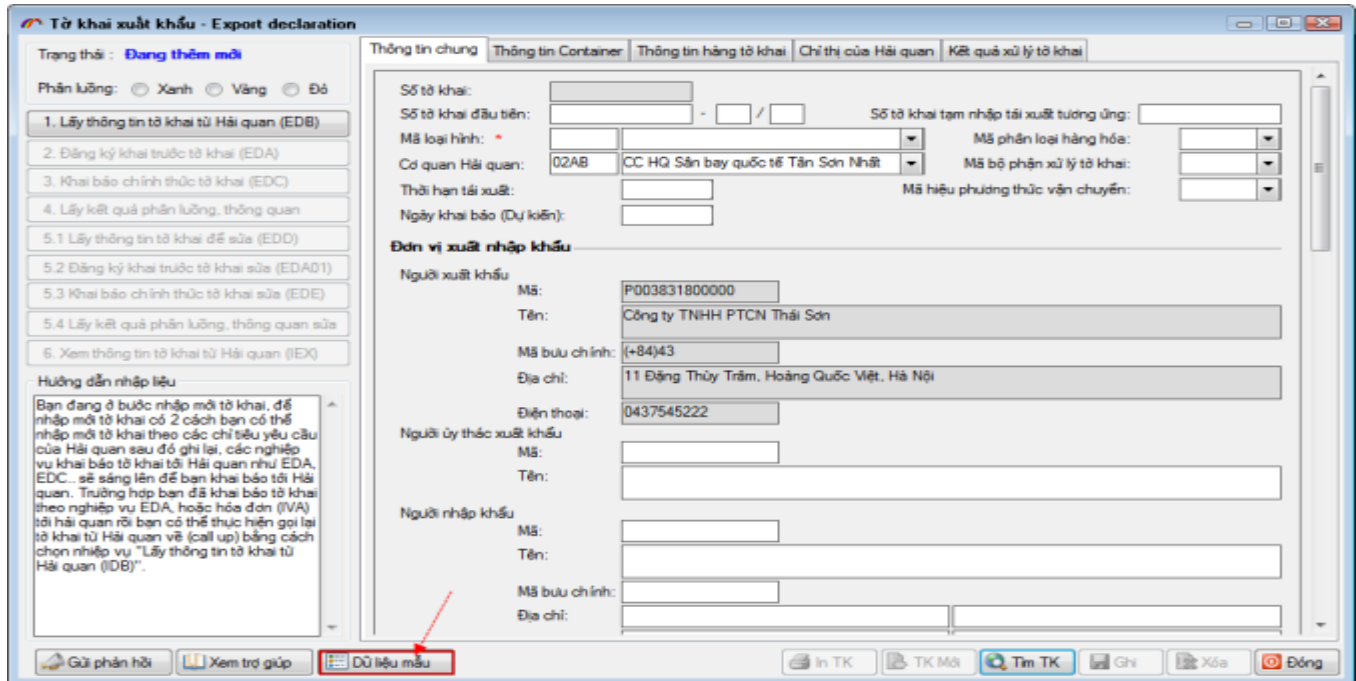 Tờ khai xuất khẩu - Export declaration
Trạng thái : Đang thêm mới
Phân luồng: Xanh Vàng Đỏ
1. Lấy thông tin tờ khai từ Hải quan (EDB)
2. Đăng ký khai trước tờ khai (EDA)
3. Khai báo chính thức tờ khai (EDC)
4. Lấy kết quả phân luồng, thông quan
5.1 Lấy thông tin tờ khai để sửa (EDD)
5.2 Đăng ký khai trước tờ khai sửa (EDA01)
5.3 Khai báo chính thức tờ khai sửa (EDE)
5.4 Lấy kết quả phân luồng, thông quan sửa
6. Xem thông tin tờ khai từ Hải quan (IEX)
Hướng dẫn nhập liệu
Bạn đang ở bước nhập mới tờ khai, để
nhập mới tờ khai có 2 cách bạn có thể
nhập mới tờ khai theo các chỉ tiêu yêu cầu
của Hải quan sau đó ghi lại, các nghiệp
vụ khai báo tờ khai tới Hải quan như EDA,
EDC.. sẽ sáng lên để bạn khai báo tới Hải
quan. Trường hợp bạn đã khai báo tờ khai
theo nghiệp vụ EDA, hoặc hóa đơn (IVA)
tới hải quan rồi bạn có thể thực hiện gọi lại
tờ khai từ Hải quan về (call up) bằng cách
chọn nhiệp vụ "Lấy thông tin tờ khai từ
Hải quan (IDB)".
Thông tin chung Thông tin Container Thông tin hàng tờ khai Chỉ thị của Hải quan Kết quả xử lý tờ khai
Số tờ khai:
Số tờ khai đầu tiên: - / Số tờ khai tạm nhập tái xuất tương ứng:
Mã loại hình: * Mã phân loại hàng hóa:
Cơ quan Hải quan: 02AB CC HQ Sân bay quốc tế Tân Sơn Nhất Mã bộ phận xử lý tờ khai:
Thời hạn tái xuất: Mã hiệu phương thức vận chuyển:
Ngày khai báo (Dự kiến):
Đơn vị xuất nhập khẩu
Người xuất khẩu
Mã: P003831800000
Tên: Công ty TNHH PTCN Thái Sơn
Mã bưu chính: (+84)43
Địa chỉ: 11 Đặng Thùy Trâm, Hoàng Quốc Việt, Hà Nội
Điện thoại: 0437545222
Người ủy thác xuất khẩu
Mã:
Tên:
Người nhập khẩu
Mã:
Tên:
Mã bưu chính:
Địa chỉ:
Gửi phản hồi Xem trợ giúp Dữ liệu mẫu In TK TK Mới Tìm TK Ghi Xóa Đóng